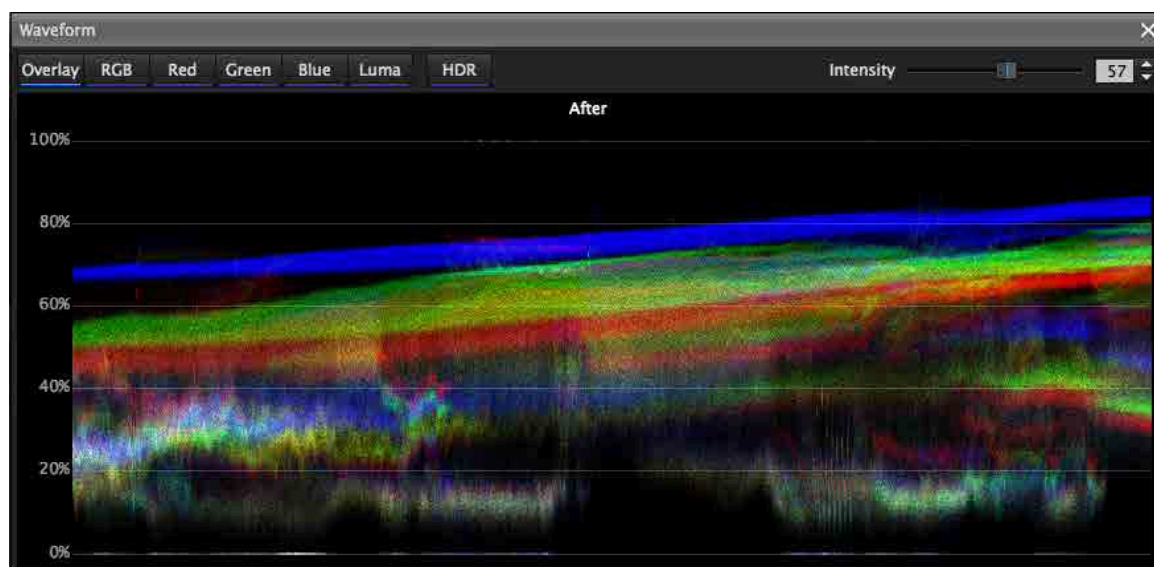 Waveform
Overlay RGB Red Green Blue Luma HDR Intensity 57
After
100%
80%
60%
40%
20%
0%